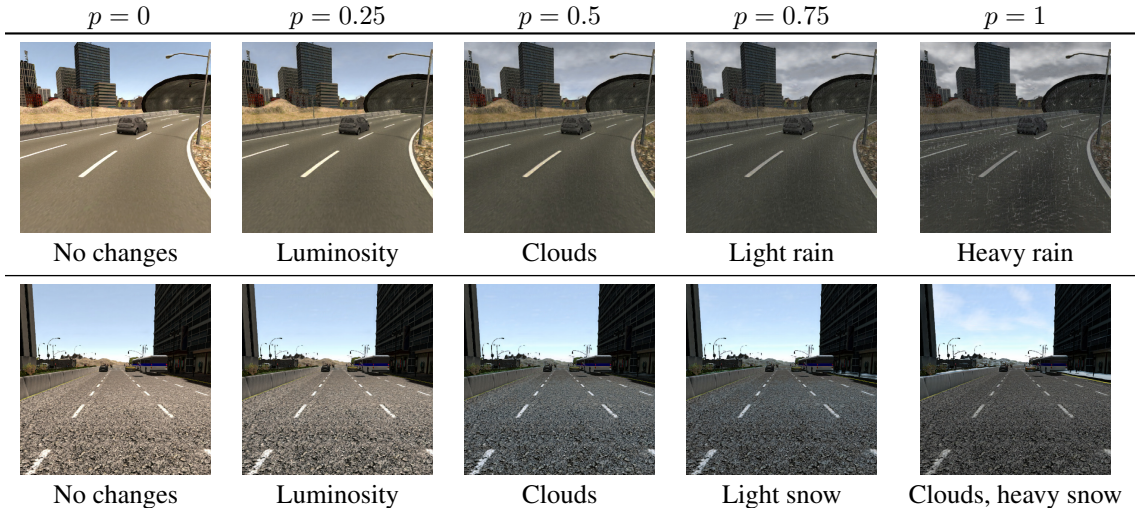 p = 0 p = 0.25 p = 0.5 p = 0.75 p = 1
No changes Luminosity Clouds Light rain Heavy rain
No changes Luminosity Clouds Light snow Clouds, heavy snow